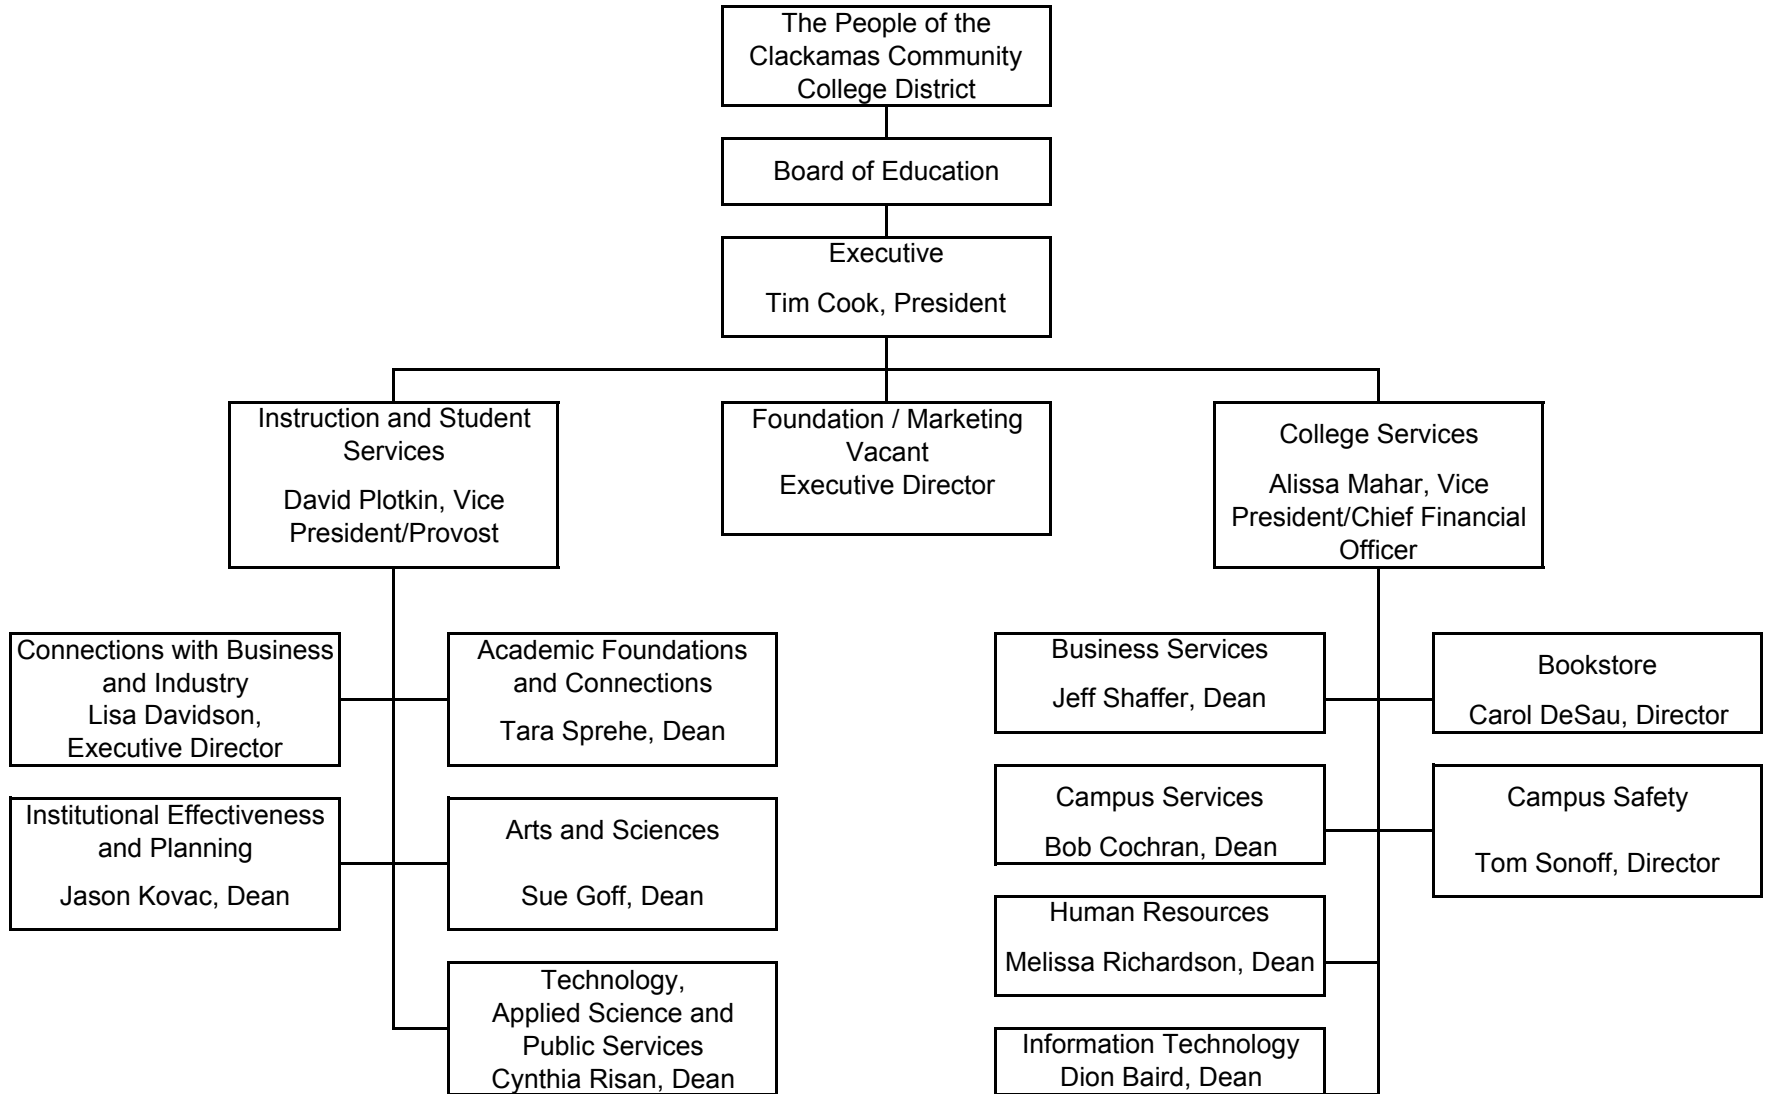 The People of the
Clackamas Community
College District
Board of Education
Executive
Tim Cook, President
Instruction and Student
Services
David Plotkin, Vice
President/Provost
Foundation / Marketing
Vacant
Executive Director
College Services
Alissa Mahar, Vice
President/Chief Financial
Officer
Connections with Business
and Industry
Lisa Davidson,
Executive Director
Academic Foundations
and Connections
Tara Sprehe, Dean
Business Services
Jeff Shaffer, Dean
Bookstore
Carol DeSau, Director
Institutional Effectiveness
and Planning
Jason Kovac, Dean
Arts and Sciences
Sue Goff, Dean
Campus Services
Bob Cochran, Dean
Campus Safety
Tom Sonoff, Director
Human Resources
Melissa Richardson, Dean
Technology,
Applied Science and
Public Services
Cynthia Risan, Dean
Information Technology
Dion Baird, Dean